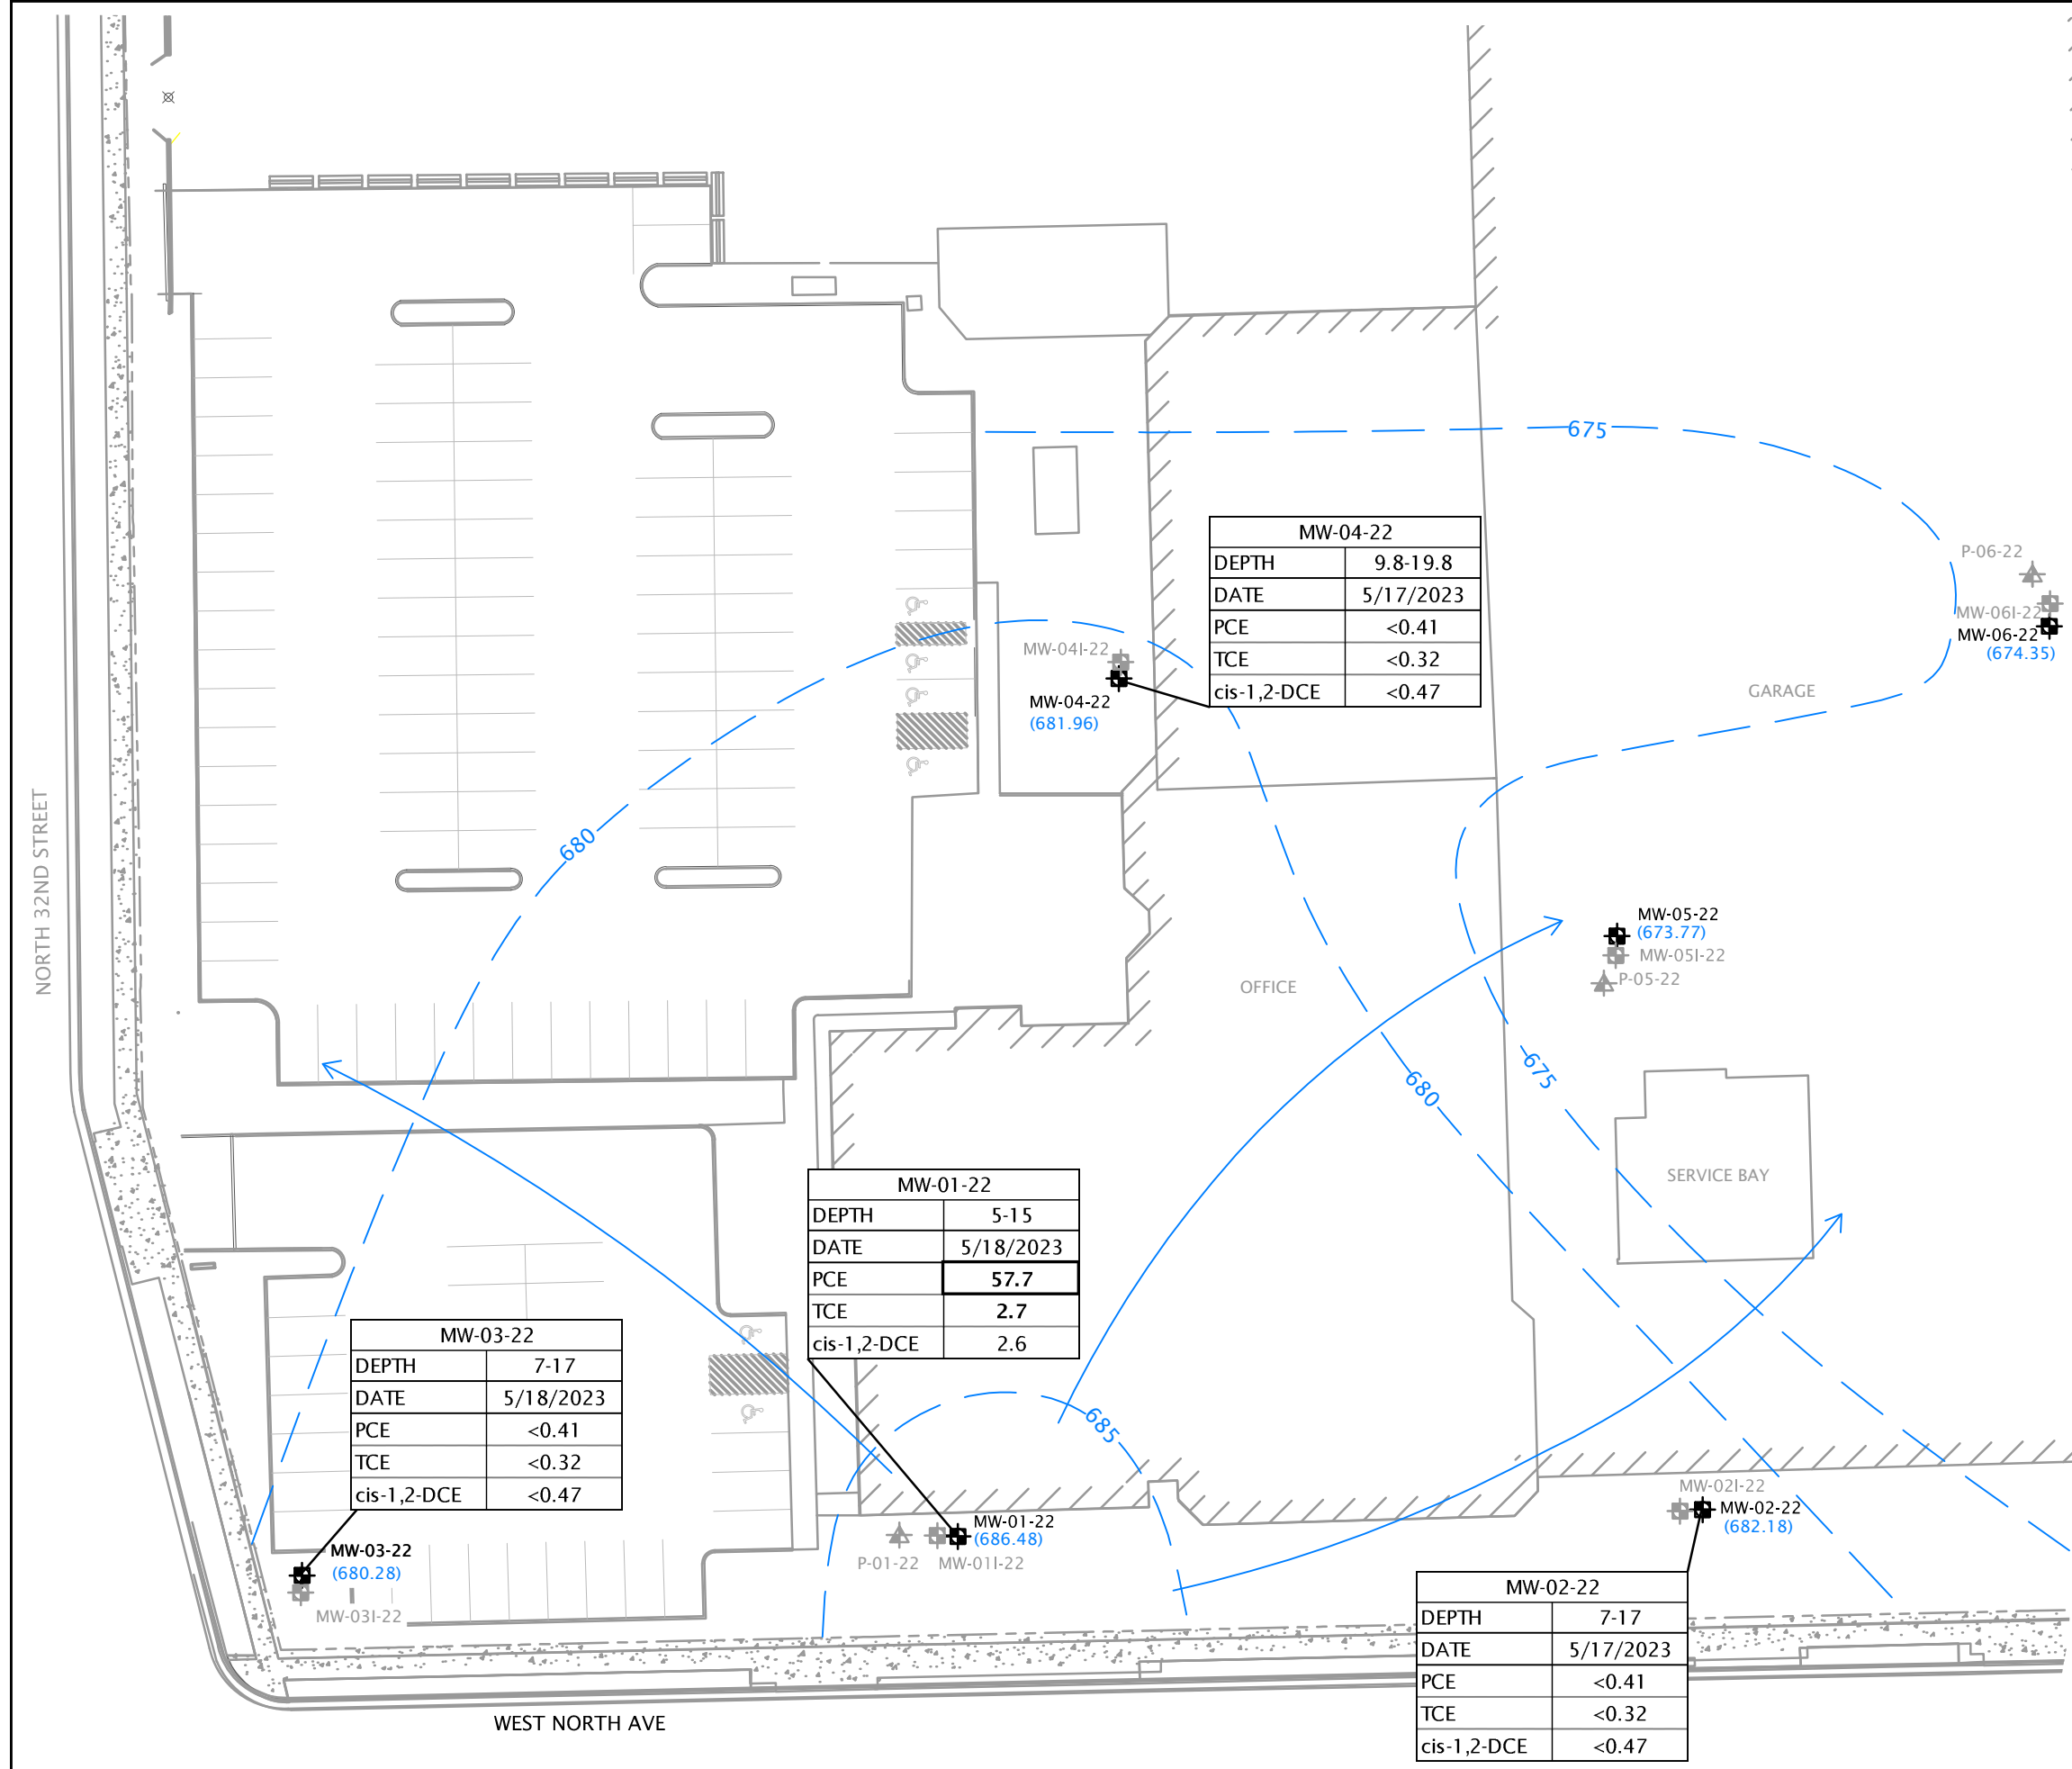 675
P-06-22
MW-06I-22
MW-06-22
(674.35)
MW-04-22
DEPTH 9.8-19.8
DATE 5/17/2023
PCE <0.41
TCE <0.32
cis-1,2-DCE <0.47
MW-04I-22
MW-04-22
(681.96)
GARAGE
680
NORTH 32ND STREET
MW-05-22
(673.77)
MW-05I-22
P-05-22
OFFICE
675
680
SERVICE BAY
MW-01-22
DEPTH 5-15
DATE 5/18/2023
PCE 57.7
TCE 2.7
cis-1,2-DCE 2.6
MW-03-22
DEPTH 7-17
DATE 5/18/2023
PCE <0.41
TCE <0.32
cis-1,2-DCE <0.47
685
MW-02I-22
MW-02-22
(682.18)
MW-01-22
(686.48)
P-01-22
MW-01I-22
MW-03-22
(680.28)
MW-03I-22
MW-02-22
DEPTH 7-17
DATE 5/17/2023
PCE <0.41
TCE <0.32
cis-1,2-DCE <0.47
WEST NORTH AVE